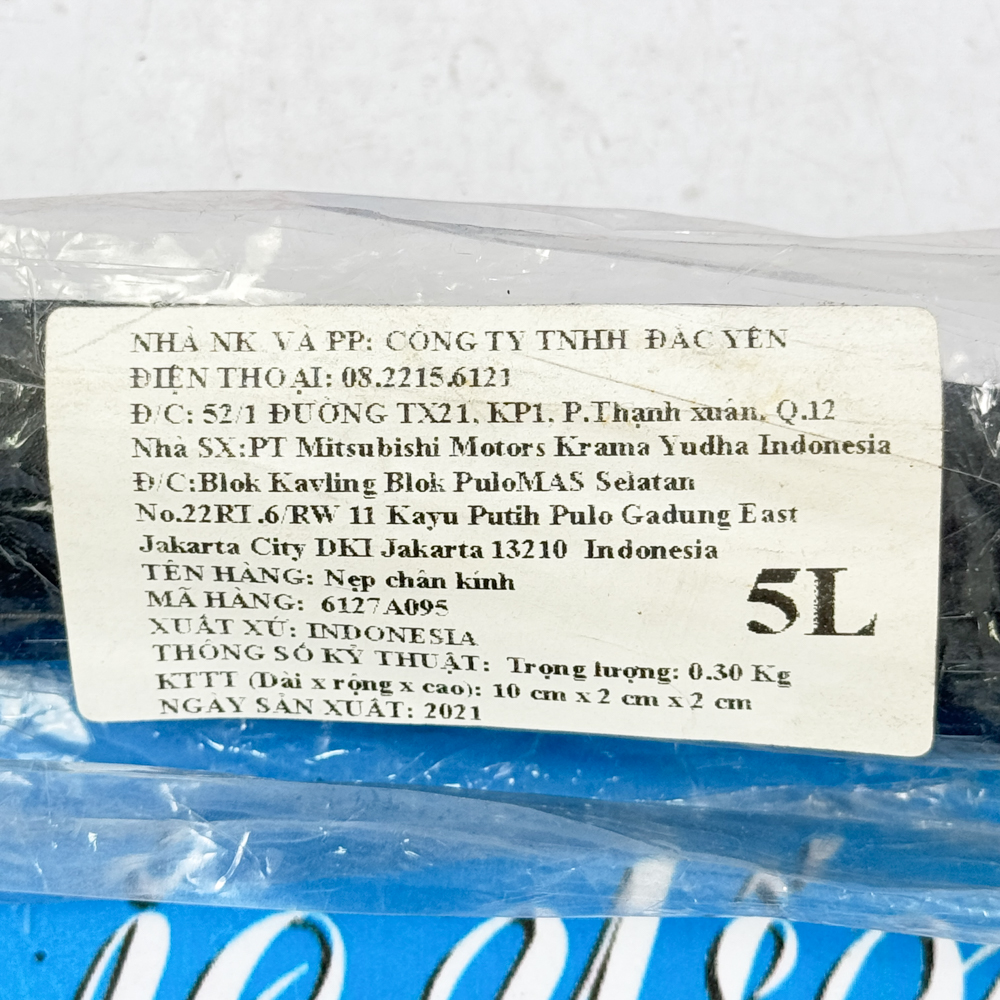 NHÀ NK VÀ PP: CÔNG TY TNHH ĐẮC YÊN
ĐIỆN THOẠI: 08.2215.6121
Đ/C: 52/1 ĐƯỜNG TX21, KP1, P.Thạnh xuân, Q.12
Nhà SX:PT Mitsubishi Motors Krama Yudha Indonesia
Đ/C:Blok Kavling Blok PuloMAS Selatan
No.22RT.6/RW 11 Kayu Putih Pulo Gadung East
Jakarta City DKI Jakarta 13210 Indonesia
TÊN HÀNG: Nẹp chân kính
MÃ HÀNG: 6127A095
5L
XUẤT XỨ: INDONESIA
THÔNG SỐ KỸ THUẬT: Trọng lượng: 0.30 Kg
KTTT (Dài x rộng x cao): 10 cm x 2 cm x 2 cm
NGÀY SẢN XUẤT: 2021